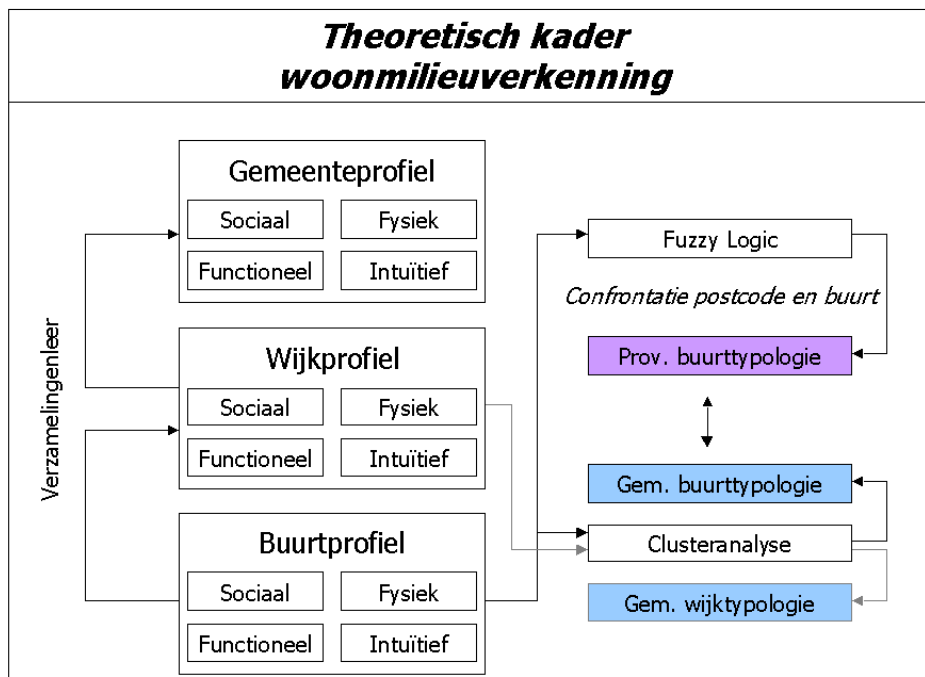 Theoretisch kader
woonmilieuverkenning
Verzamelingenleer
Gemeenteprofiel
Sociaal
Fysiek
Functioneel
Intuïtief
Wijkprofiel
Sociaal
Fysiek
Functioneel
Intuïtief
Buurtprofiel
Sociaal
Fysiek
Functioneel
Intuïtief
Fuzzy Logic
Confrontatie postcode en buurt
Prov. buurttypologie
Gem. buurttypologie
Clusteranalyse
Gem. wijktypologie